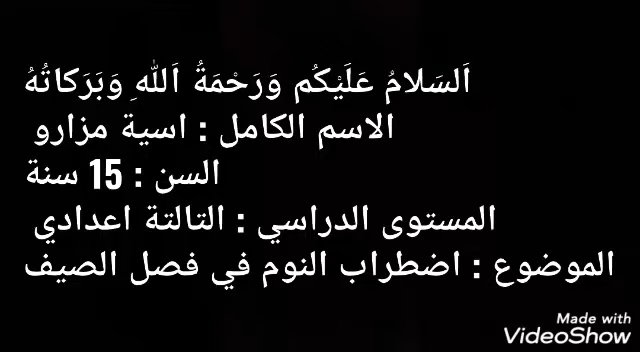 اَلسَلامُ عَلَيْكُم وَرَحْمَةُ اَللهِ وَبَرَكاتُهُ
الاسم الكامل : اسية مزارو
السن : 15 سنة
المستوى الدراسي : التالتة اعدادي
الموضوع : اضطراب النوم في فصل الصيف
Made with
VideoShow